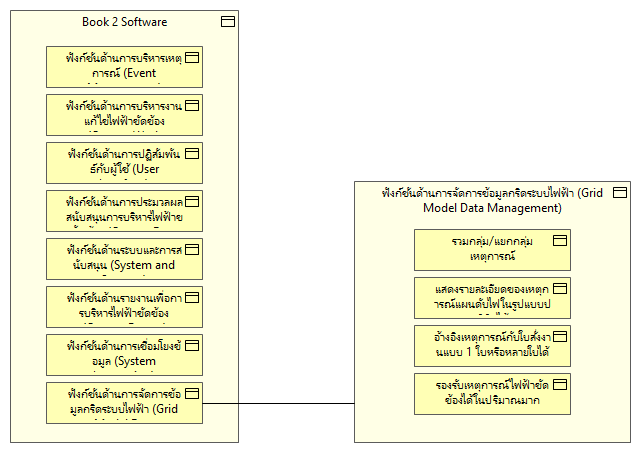 Book 2 Software
ฟังก์ชันด้านการบริหารเหตุ
การณ์ (Event
ฟังก์ชันด้านการบริหารงาน
แก้ไขไฟฟ้าขัดข้อง
ฟังก์ชันด้านการปฏิสัมพัน
ธ์กับผู้ใช้ (User
ฟังก์ชันด้านการประมวลผล
สนับสนุนการบริหารไฟฟ้าข
ฟังก์ชันด้านระบบและการส
นับสนุน (System and
ฟังก์ชันด้านรายงานเพื่อกา
รบริหารไฟฟ้าขัดข้อง
ฟังก์ชันด้านการเชื่อมโยงข้
อมูล (System
ฟังก์ชันด้านการจัดการข้อ
มูลกริดระบบไฟฟ้า (Grid
ฟังก์ชันด้านการจัดการข้อมูลกริดระบบไฟฟ้า (Grid
Model Data Management)
รวมกลุ่ม/แยกกลุ่ม
เหตุการณ์
แสดงรายละเอียดของเหตุก
ารณ์แผนดับไฟในรูปแบบป
อ้างอิงเหตุการณ์กับใบสั่งงา
นแบบ 1 ใบหรือหลายใบได้
รองรับเหตุการณ์ไฟฟ้าขัด
ข้องได้ในปริมาณมาก